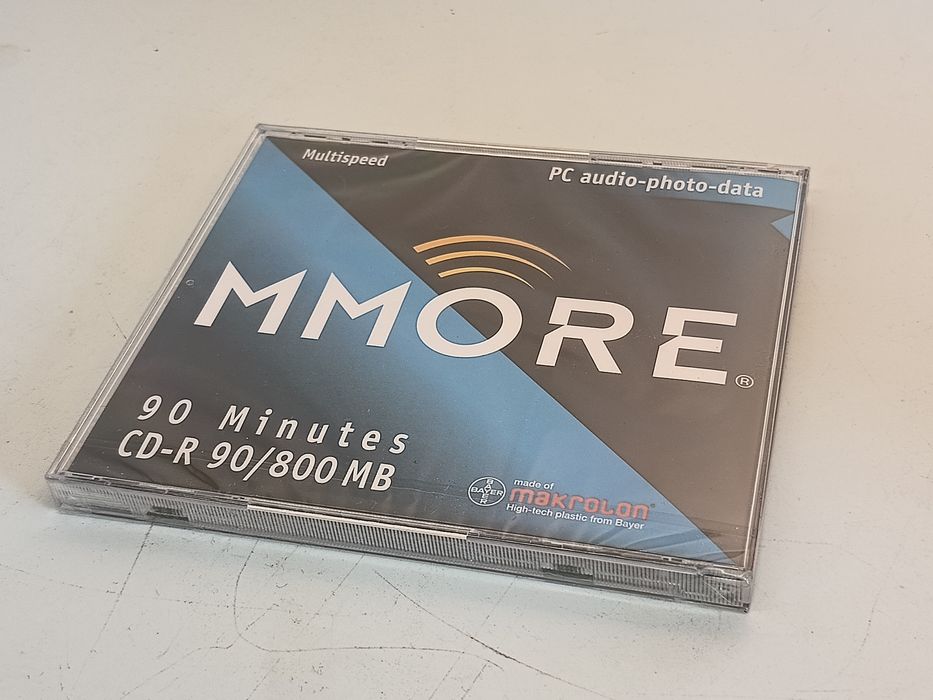 Multispeed
PC audio-photo-data
MMORE®
90 Minutes
CD-R 90/800 MB
BAYER
BAYER
made of
makrolon®
High-tech plastic from Bayer